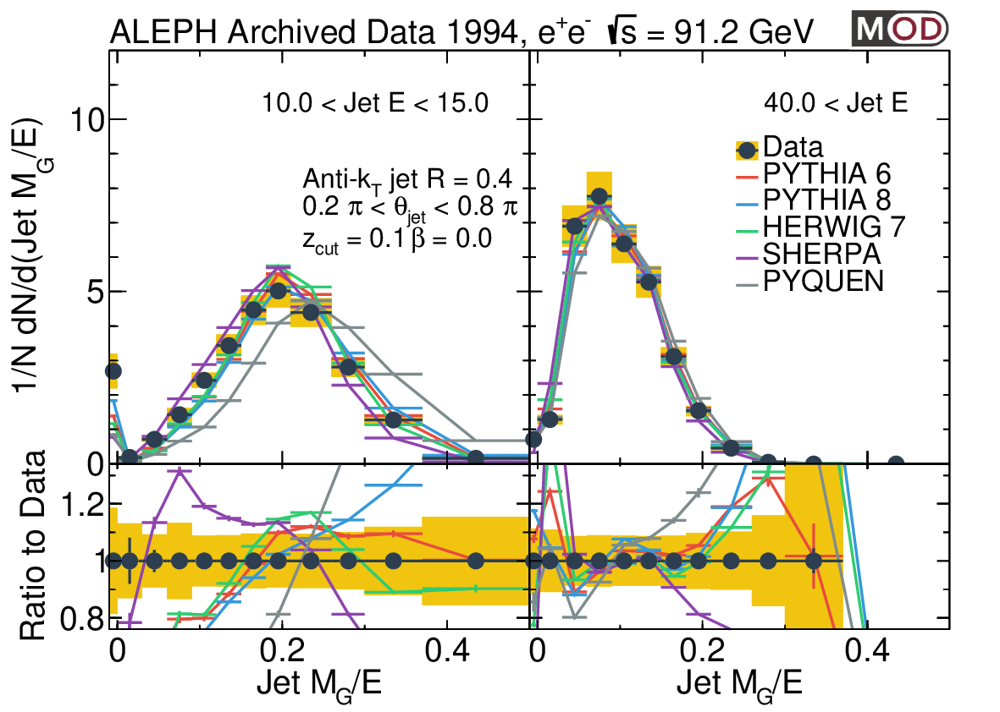 ALEPH Archived Data 1994, e⁺e⁻ √s = 91.2 GeV
MOD
10.0 < Jet E < 15.0
40.0 < Jet E
Anti-k_T jet R = 0.4
0.2 π < θ_jet < 0.8 π
z_cut = 0.1 β = 0.0
Data
PYTHIA 6
PYTHIA 8
HERWIG 7
SHERPA
PYQUEN
1/N dN/d(Jet M_G/E)
10
5
0
Ratio to Data
1.2
1
0.8
0 0.2 0.4
0 0.2 0.4
Jet M_G/E
Jet M_G/E